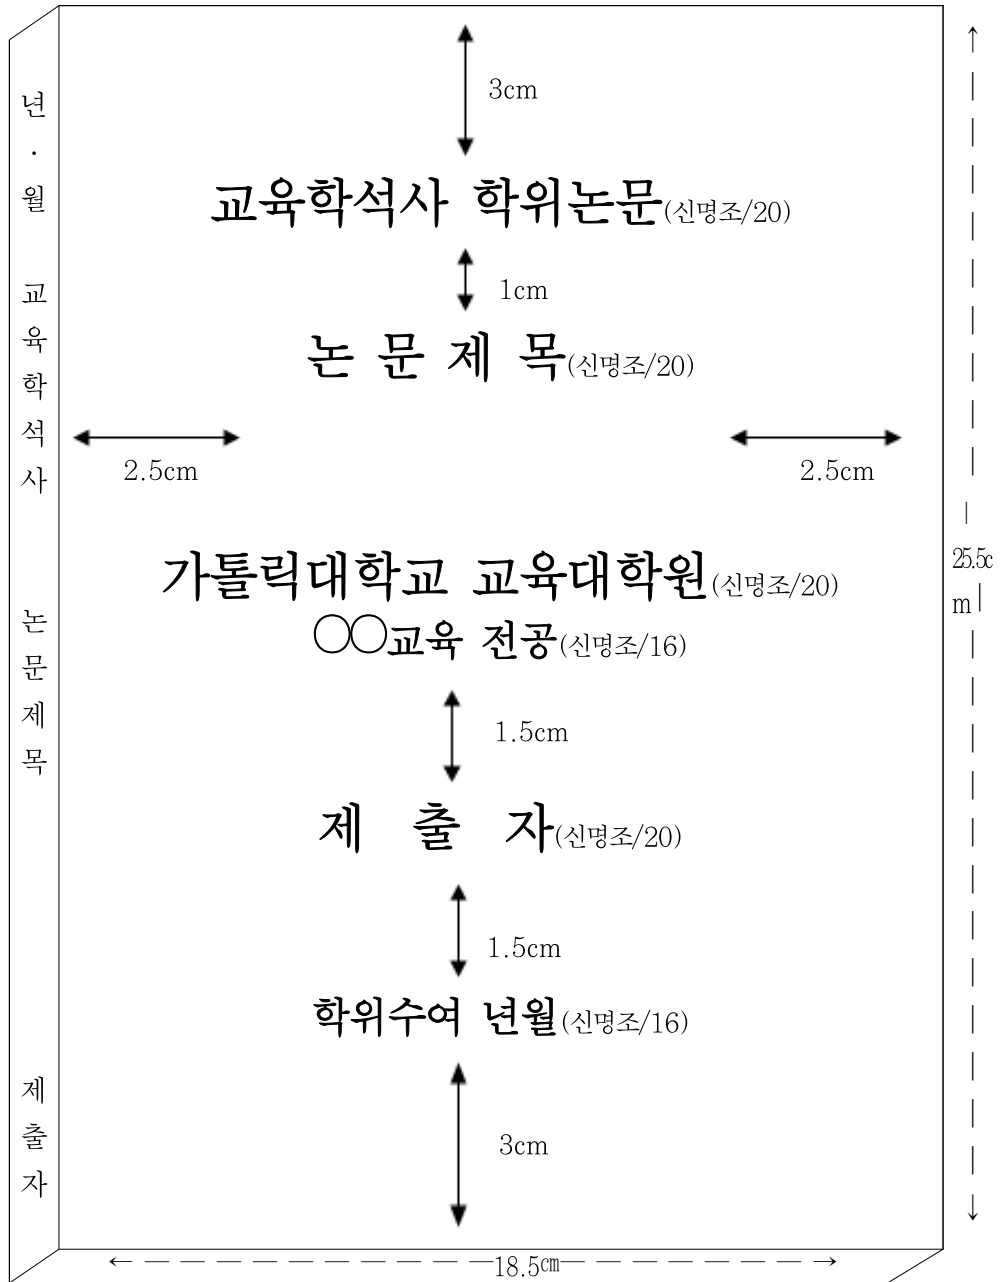 년·월 교육학석사 논문제목 제출자
3cm
교육학석사 학위논문(신명조/20)
1cm
논 문 제 목(신명조/20)
2.5cm 2.5cm
가톨릭대학교 교육대학원(신명조/20)
○○교육 전공(신명조/16)
1.5cm
제 출 자(신명조/20)
1.5cm
학위수여 년월(신명조/16)
3cm
25.5c
m
18.5㎝